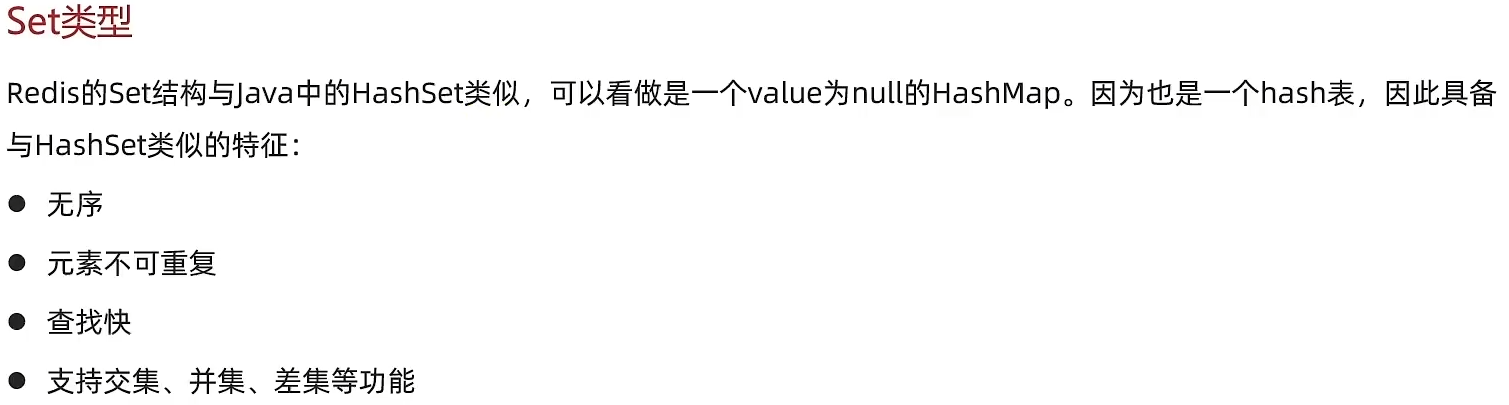 Set类型
Redis的Set结构与Java中的HashSet类似，可以看做是一个value为null的HashMap。因为也是一个hash表，因此具备
与HashSet类似的特征：
● 无序
● 元素不可重复
● 查找快
● 支持交集、并集、差集等功能